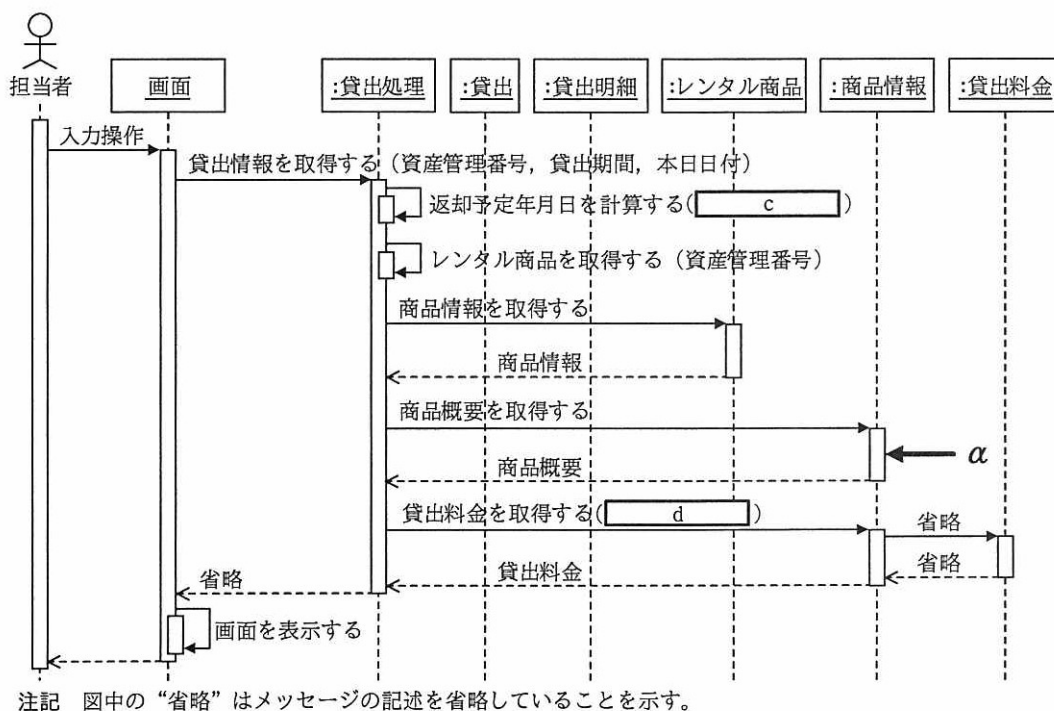 担当者
画面
:貸出処理
:貸出
:貸出明細
:レンタル商品
:商品情報
:貸出料金
入力操作
貸出情報を取得する（資産管理番号，貸出期間，本日日付）
返却予定年月日を計算する( c )
レンタル商品を取得する（資産管理番号）
商品情報を取得する
商品情報
商品概要を取得する
α
商品概要
貸出料金を取得する( d )
省略
省略
貸出料金
省略
画面を表示する
注記　図中の“省略”はメッセージの記述を省略していることを示す。